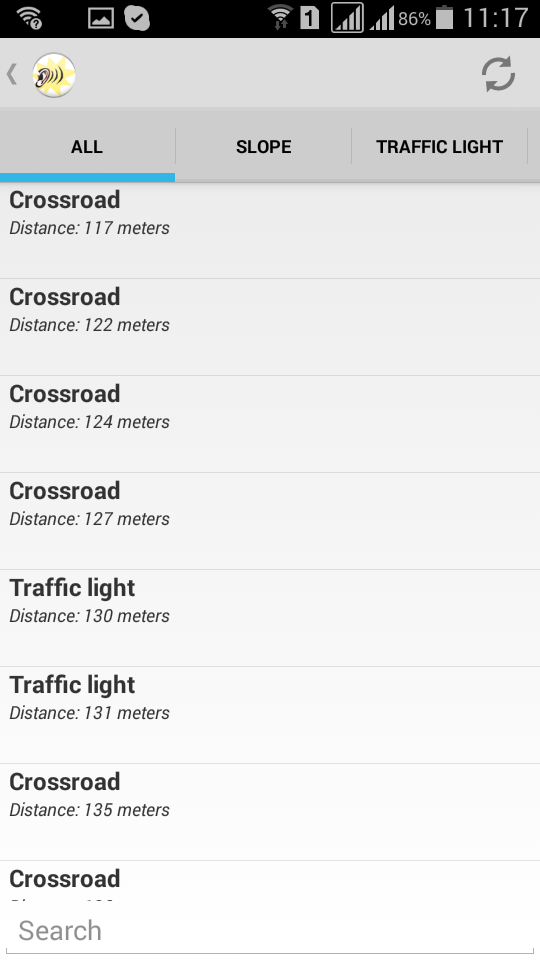 1 86% 11:17
ALL SLOPE TRAFFIC LIGHT
Crossroad
Distance: 117 meters
Crossroad
Distance: 122 meters
Crossroad
Distance: 124 meters
Crossroad
Distance: 127 meters
Traffic light
Distance: 130 meters
Traffic light
Distance: 131 meters
Crossroad
Distance: 135 meters
Crossroad
Search